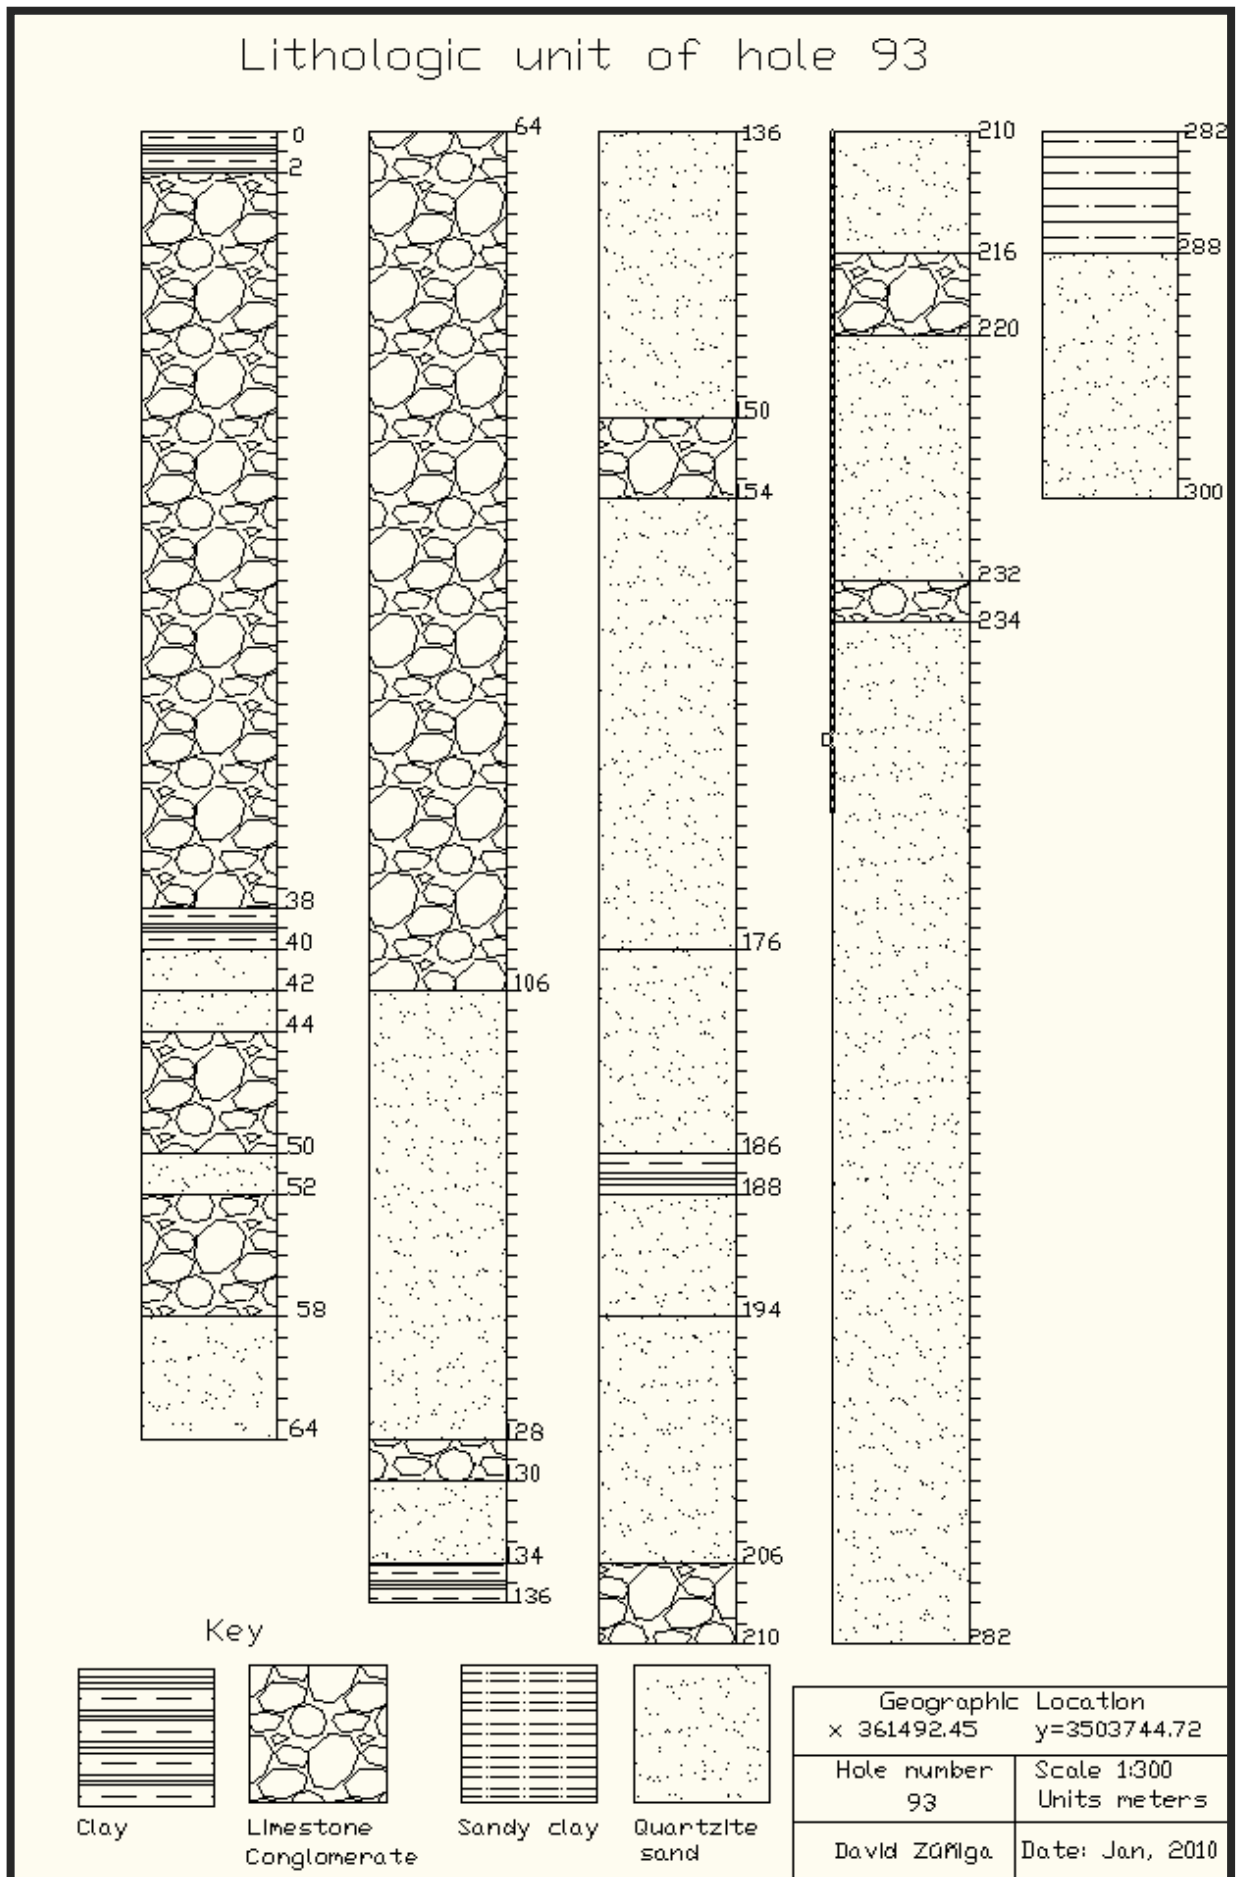 Lithologic unit of hole 93
0
2
38
40
42
44
50
52
58
64
64
106
128
130
134
136
136
150
154
176
186
188
194
206
210
210
216
220
232
234
282
282
288
300
Key
Clay
Limestone
Conglomerate
Sandy clay
Quartzite
sand
Geographic Location
x 361492.45 y=3503744.72
Hole number
93
Scale 1:300
Units meters
David Zúñiga
Date: Jan, 2010